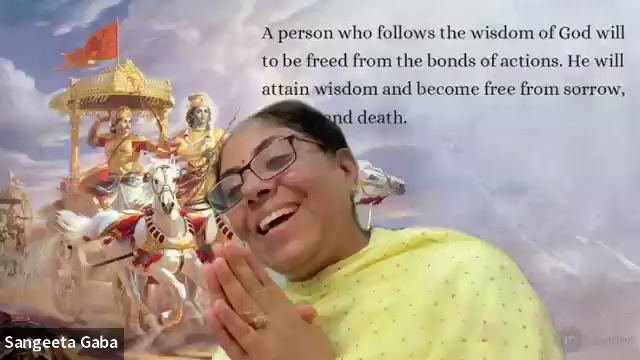 A person who follows the wisdom of God will
to be freed from the bonds of actions. He will
attain wisdom and become free from sorrow,
and death.
Sangeeta Gaba